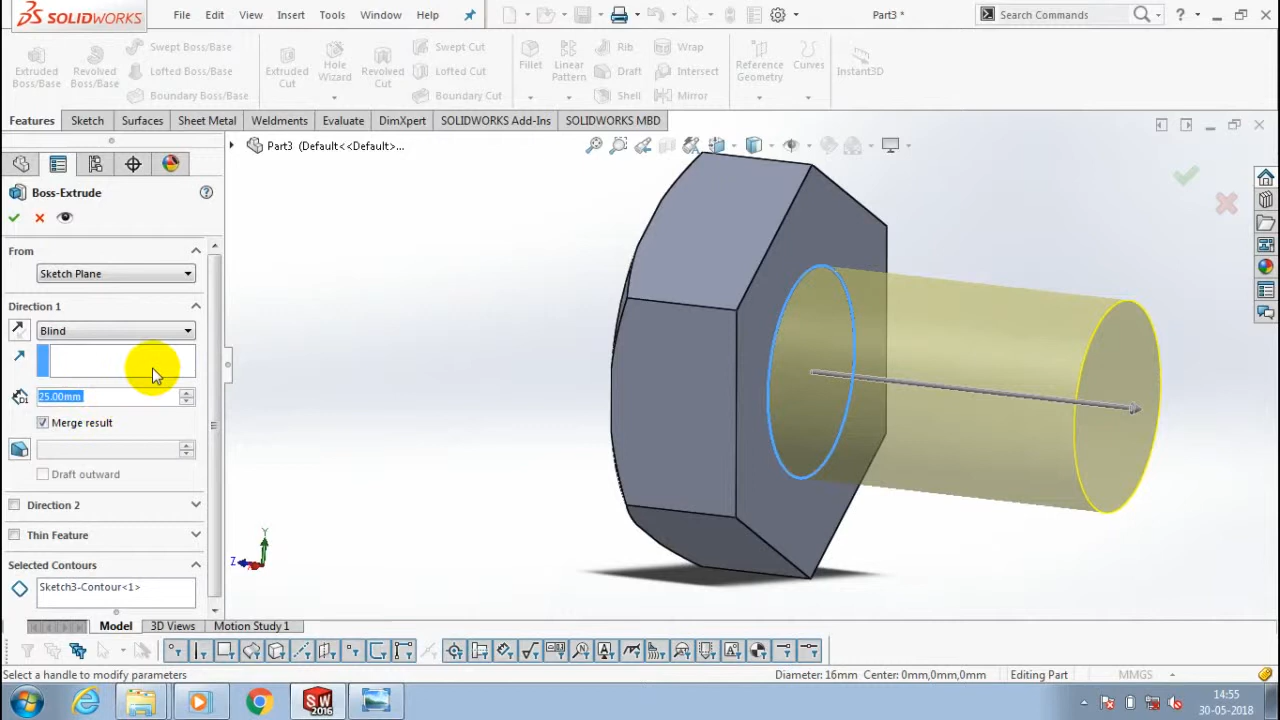 SOLIDWORKS
File Edit View Insert Tools Window Help
Part3 *
Search Commands
?
Extruded Boss/Base
Revolved Boss/Base
Swept Boss/Base
Lofted Boss/Base
Boundary Boss/Base
Extruded Cut
Hole Wizard
Revolved Cut
Swept Cut
Lofted Cut
Boundary Cut
Fillet
Linear Pattern
Rib
Draft
Shell
Wrap
Intersect
Mirror
Reference Geometry
Curves
Instant3D
Features Sketch Surfaces Sheet Metal Weldments Evaluate DimXpert SOLIDWORKS Add-Ins SOLIDWORKS MBD
Part3 (Default<<Default>...
Boss-Extrude
?
From
Sketch Plane
Direction 1
Blind
D1
25.00mm
Merge result
Draft outward
Direction 2
Thin Feature
Selected Contours
Sketch3-Contour<1>
Y
Z
Model 3D Views Motion Study 1
Select a handle to modify parameters
Diameter: 16mm Center: 0mm,0mm,0mm
Editing Part
MMGS
SW
2016
14:55
30-05-2018